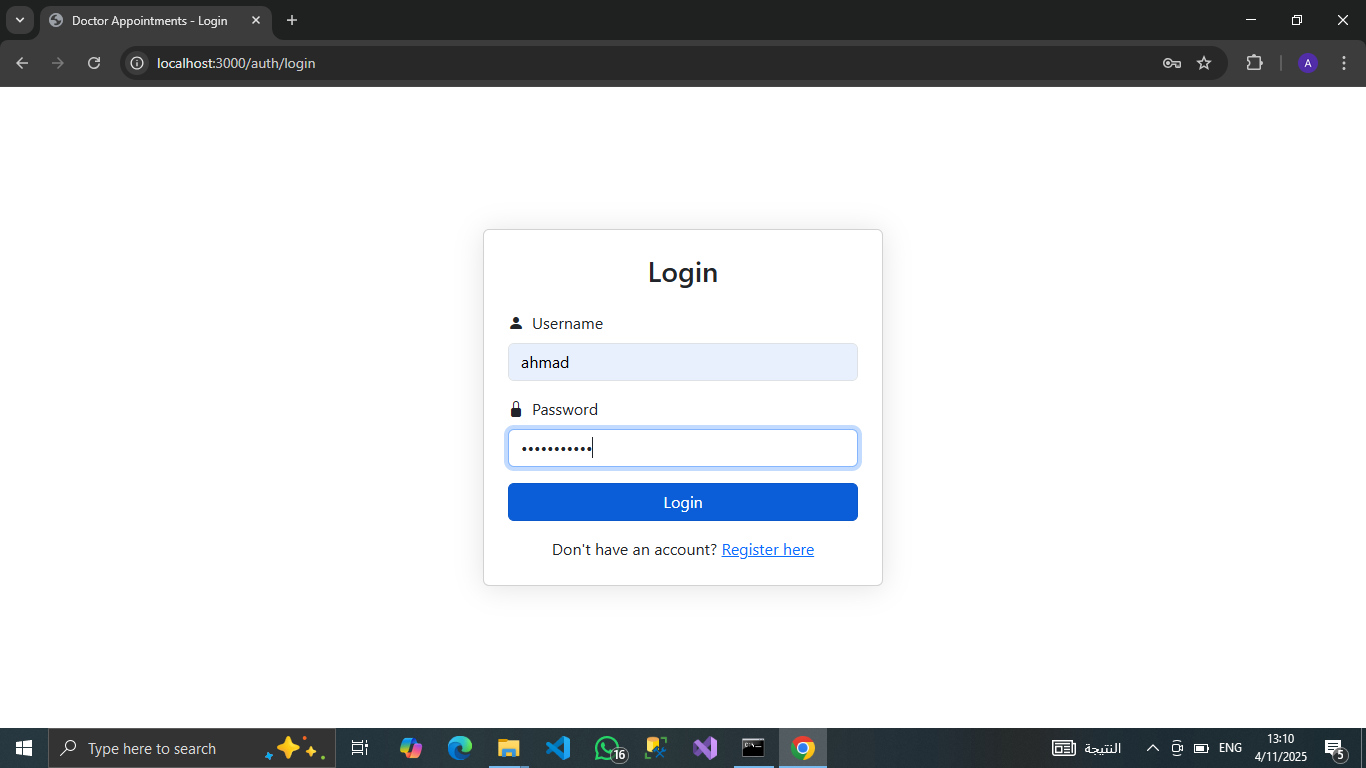 Doctor Appointments - Login
localhost:3000/auth/login
A
Login
Username
ahmad
Password
•••••••••••
Login
Don't have an account? Register here
Type here to search
16
النتيجة
ENG
13:10
4/11/2025
5